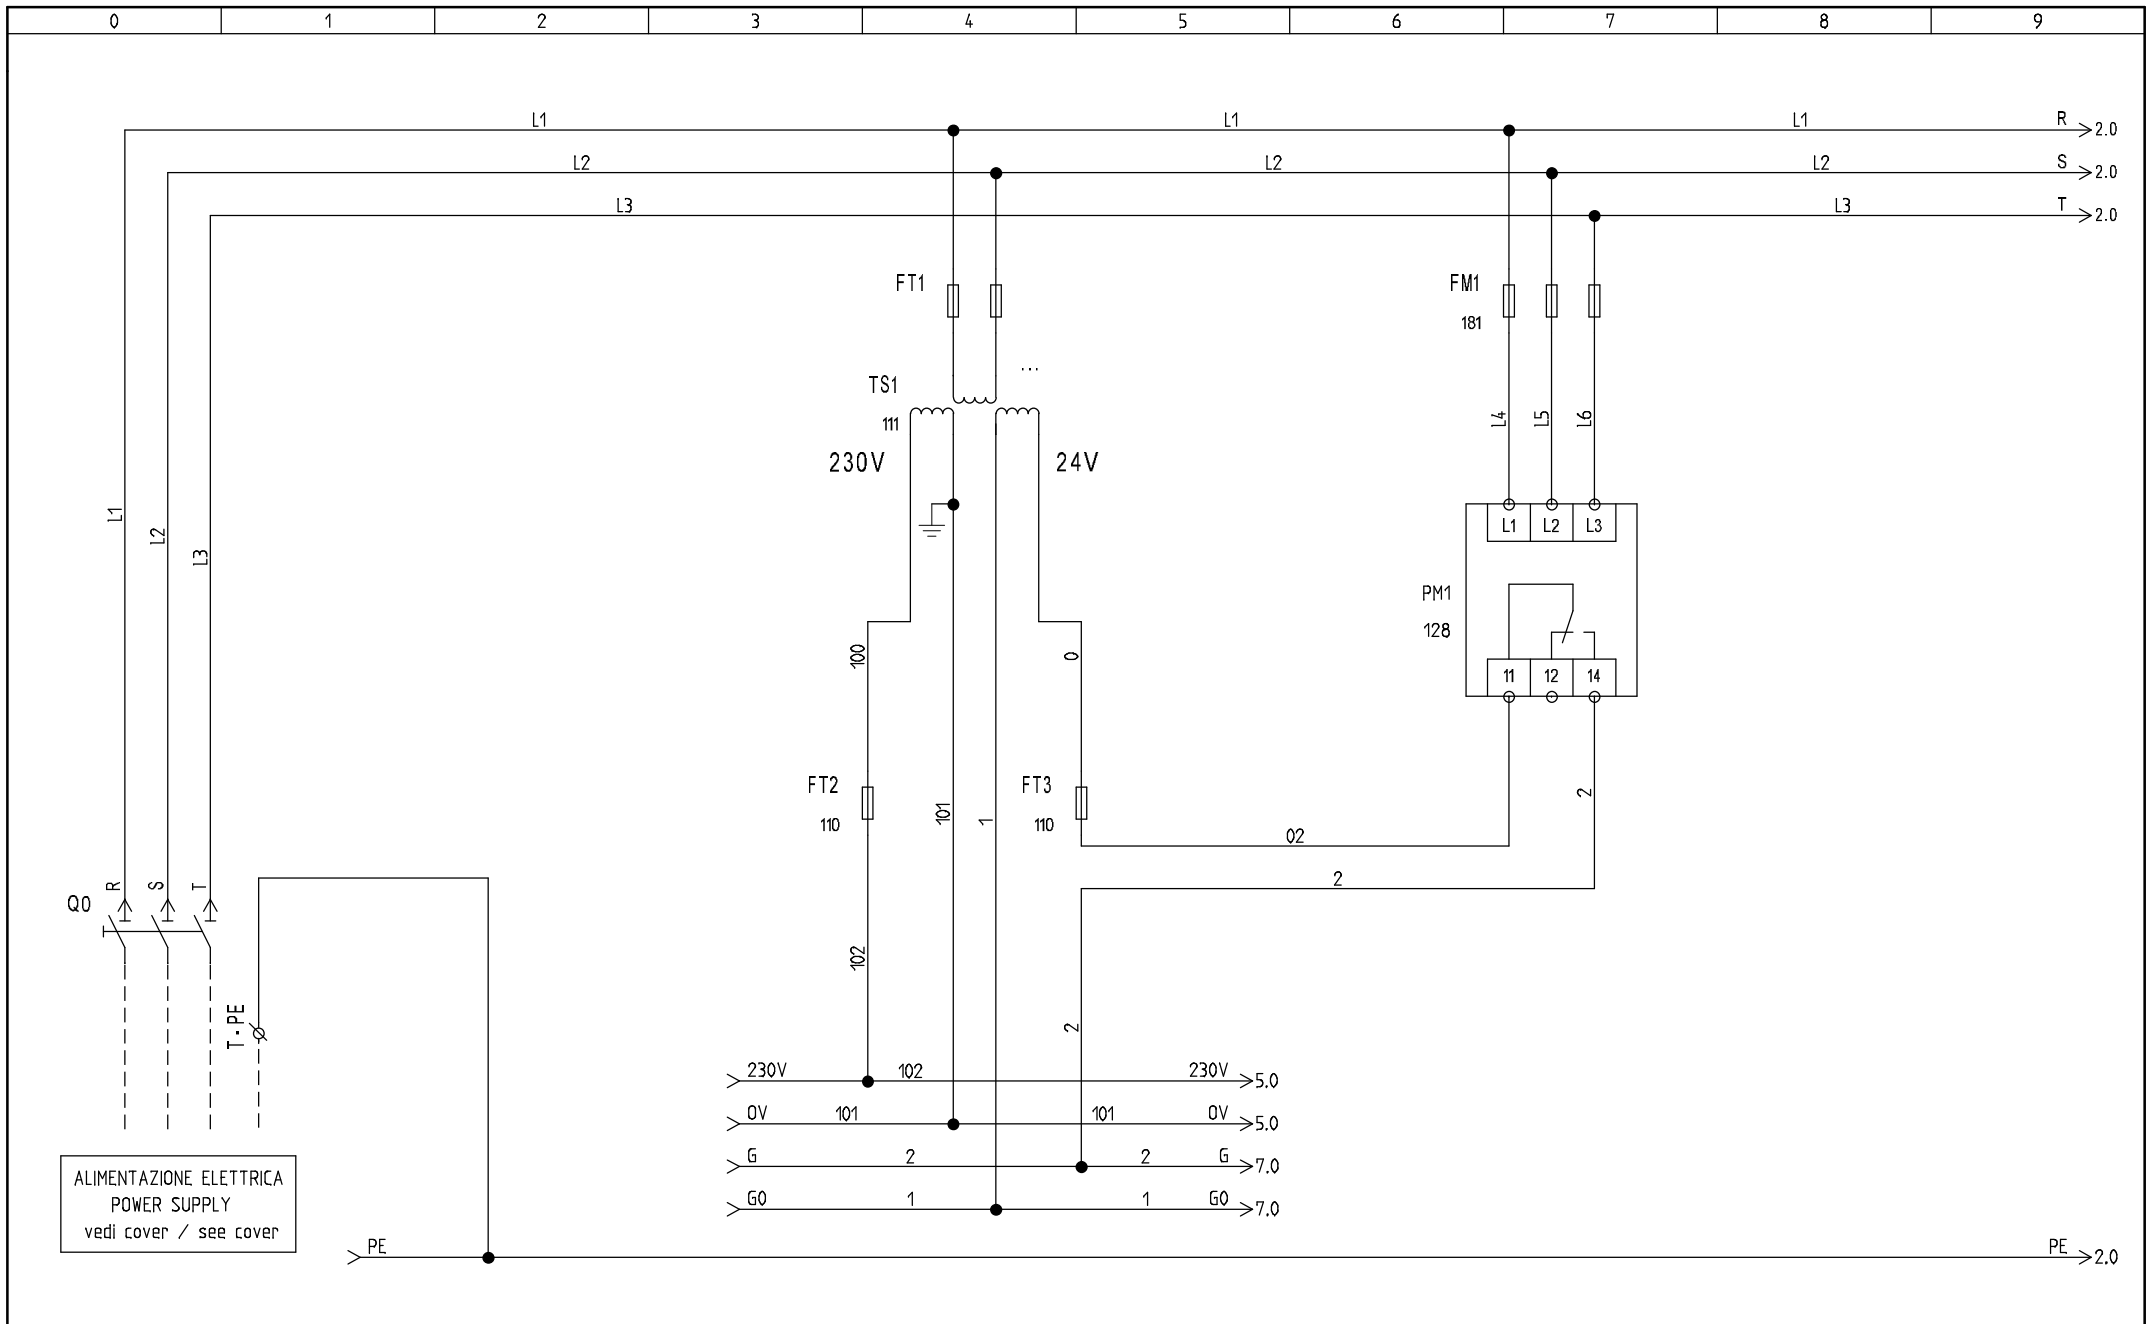 0 1 2 3 4 5 6 7 8 9
L1 L1 L1 R 2.0
L2 L2 L2 S 2.0
L3 L3 T 2.0
FT1 FM1
181
...
TS1
111
L4 L5 L6
230V 24V
L1 L2 L3
L1 L2 L3
PM1
128
100 0
11 12 14
FT2 FT3
110 110
101 1 2
02
2
Q0 R S T
102
T·PE
2
230V 102 230V 5.0
0V 101 101 0V 5.0
G 2 2 G 7.0
G0 1 1 G0 7.0
ALIMENTAZIONE ELETTRICA
POWER SUPPLY
vedi cover / see cover
PE PE 2.0